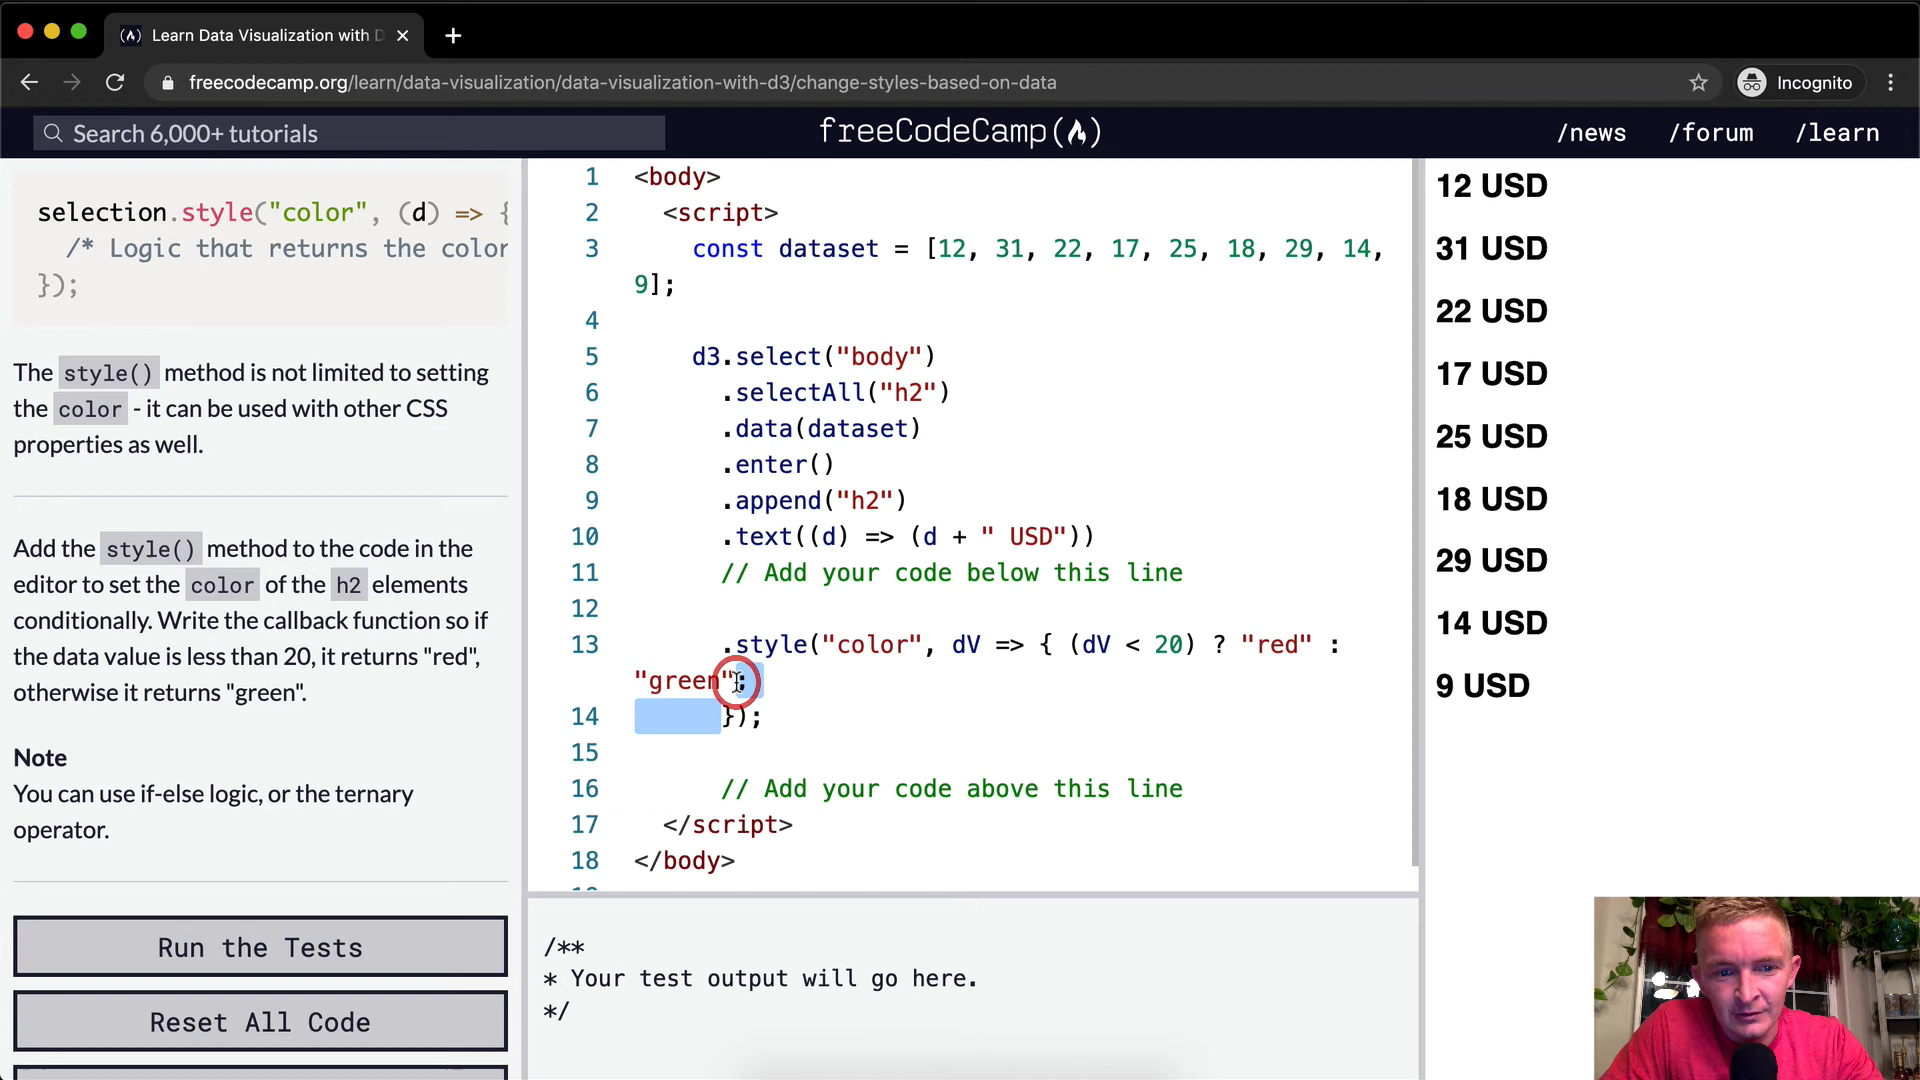 Learn Data Visualization with D
freecodecamp.org/learn/data-visualization/data-visualization-with-d3/change-styles-based-on-data
Incognito
Search 6,000+ tutorials
freeCodeCamp
/news
/forum
/learn
selection.style("color", (d) => {
/* Logic that returns the color
});
The style() method is not limited to setting
the color - it can be used with other CSS
properties as well.
Add the style() method to the code in the
editor to set the color of the h2 elements
conditionally. Write the callback function so if
the data value is less than 20, it returns "red",
otherwise it returns "green".
Note
You can use if-else logic, or the ternary
operator.
Run the Tests
Reset All Code
1 <body>
2 <script>
3 const dataset = [12, 31, 22, 17, 25, 18, 29, 14,
9];
4
5 d3.select("body")
6 .selectAll("h2")
7 .data(dataset)
8 .enter()
9 .append("h2")
10 .text((d) => (d + " USD"))
11 // Add your code below this line
12
13 .style("color", dV => { (dV < 20) ? "red" :
"green";
14 });
15
16 // Add your code above this line
17 </script>
18 </body>
/**
* Your test output will go here.
*/
12 USD
31 USD
22 USD
17 USD
25 USD
18 USD
29 USD
14 USD
9 USD